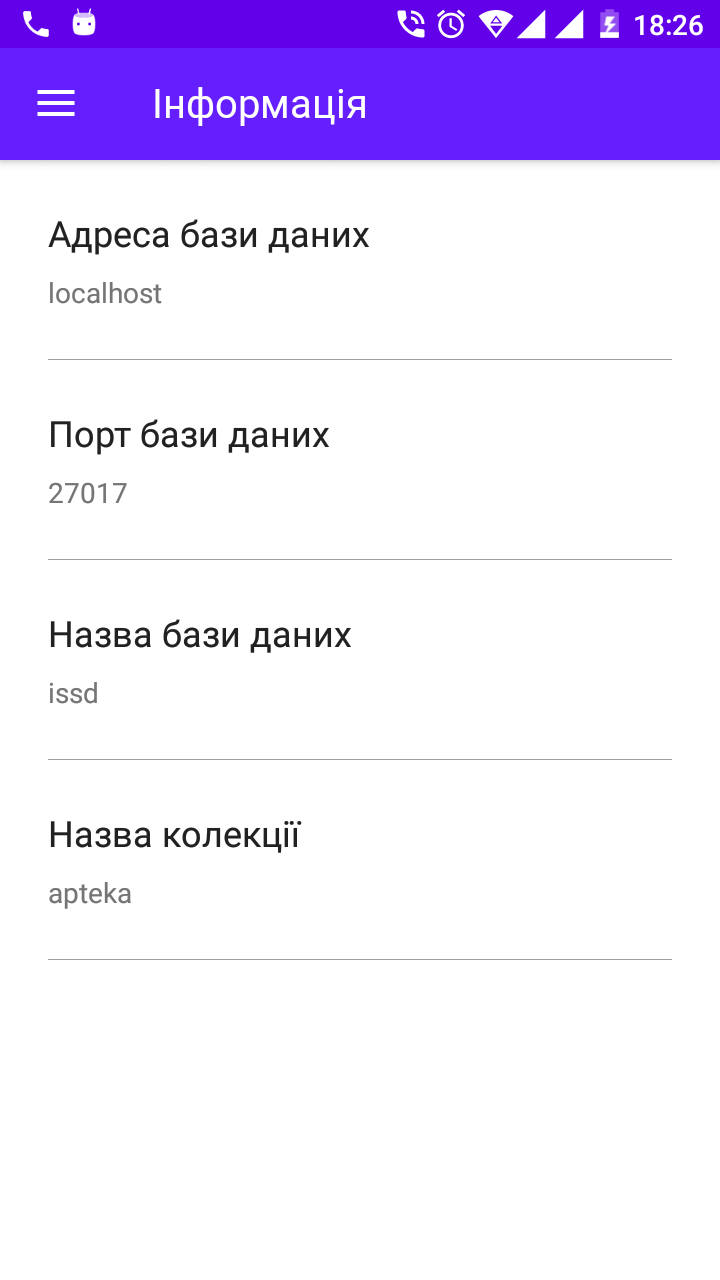 18:26
Інформація
Адреса бази даних
localhost
Порт бази даних
27017
Назва бази даних
issd
Назва колекції
apteka